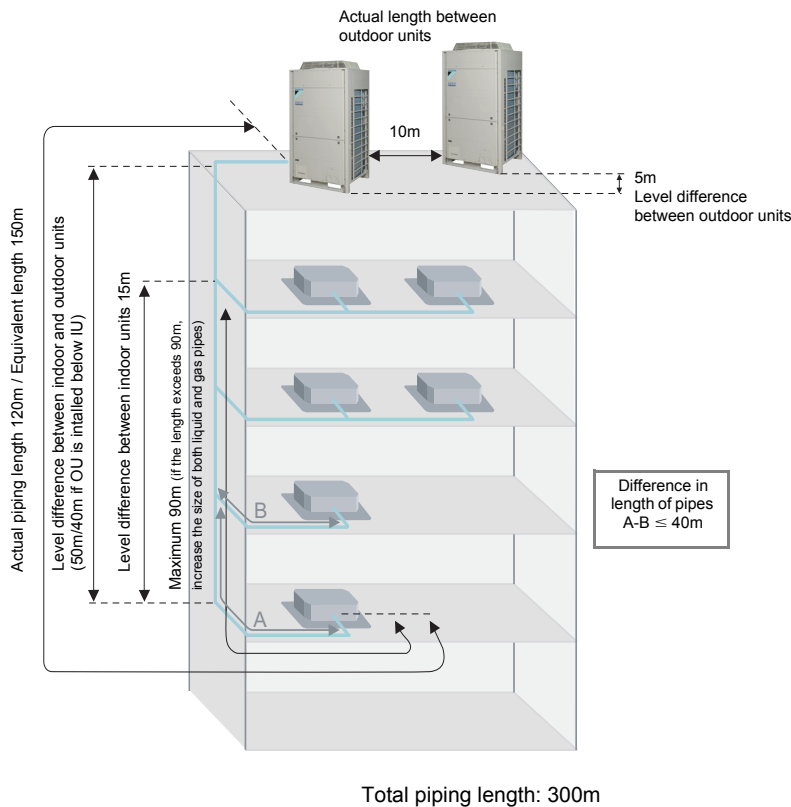 Actual length between
outdoor units
10m
5m
Level difference
between outdoor units
Actual piping length 120m / Equivalent length 150m
Level difference between indoor and outdoor units
(50m/40m if OU is intalled below IU)
Level difference between indoor units 15m
Maximum 90m (if the length exceeds 90m,
increase the size of both liquid and gas pipes)
B
A
Difference in
length of pipes
A-B ≤ 40m
Total piping length: 300m